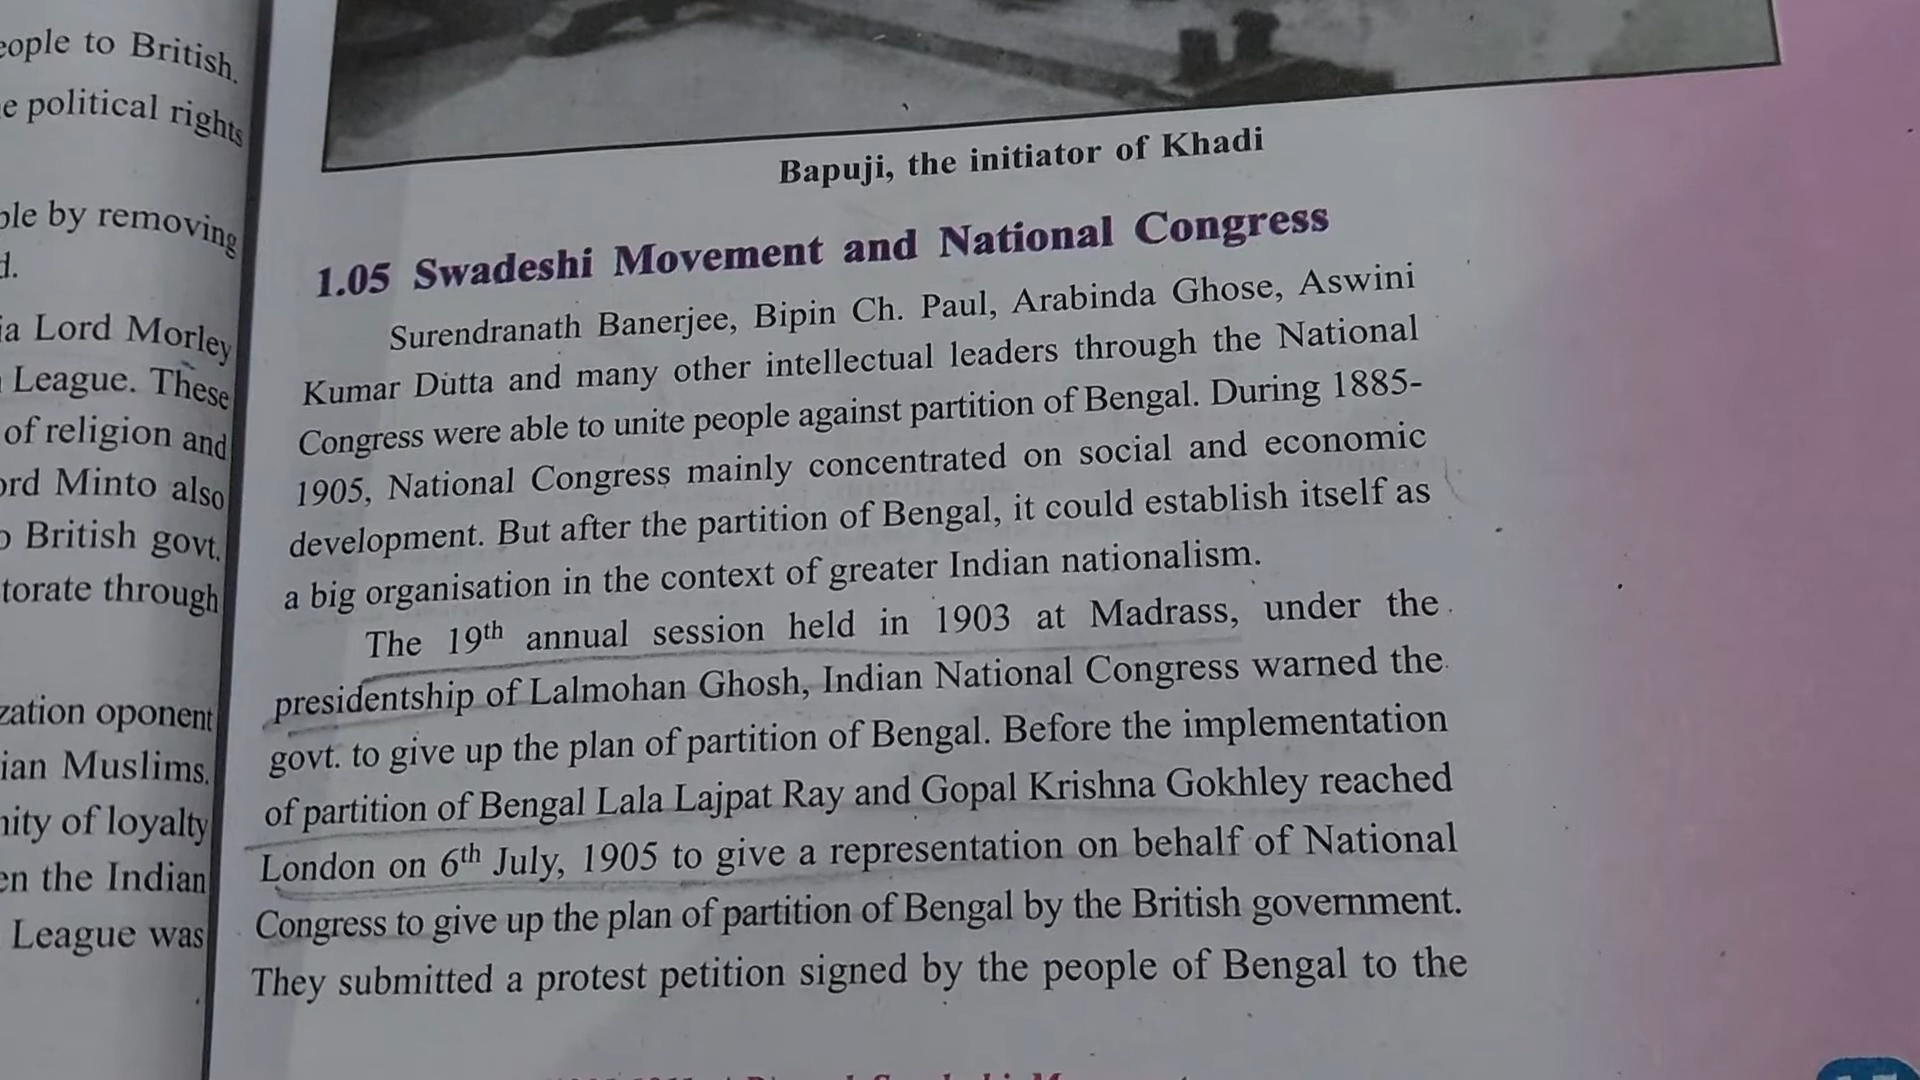 eople to British.
e political rights
ple by removing
d.
ia Lord Morley
League. These
of religion and
ord Minto also
o British govt.
torate through
zation oponent
ian Muslims.
nity of loyalty
en the Indian
League was
Bapuji, the initiator of Khadi
1.05 Swadeshi Movement and National Congress
Surendranath Banerjee, Bipin Ch. Paul, Arabinda Ghose, Aswini
Kumar Dutta and many other intellectual leaders through the National
Congress were able to unite people against partition of Bengal. During 1885-
1905, National Congress mainly concentrated on social and economic
development. But after the partition of Bengal, it could establish itself as
a big organisation in the context of greater Indian nationalism.
The 19th annual session held in 1903 at Madrass, under the
presidentship of Lalmohan Ghosh, Indian National Congress warned the
govt. to give up the plan of partition of Bengal. Before the implementation
of partition of Bengal Lala Lajpat Ray and Gopal Krishna Gokhley reached
London on 6th July, 1905 to give a representation on behalf of National
Congress to give up the plan of partition of Bengal by the British government.
They submitted a protest petition signed by the people of Bengal to the